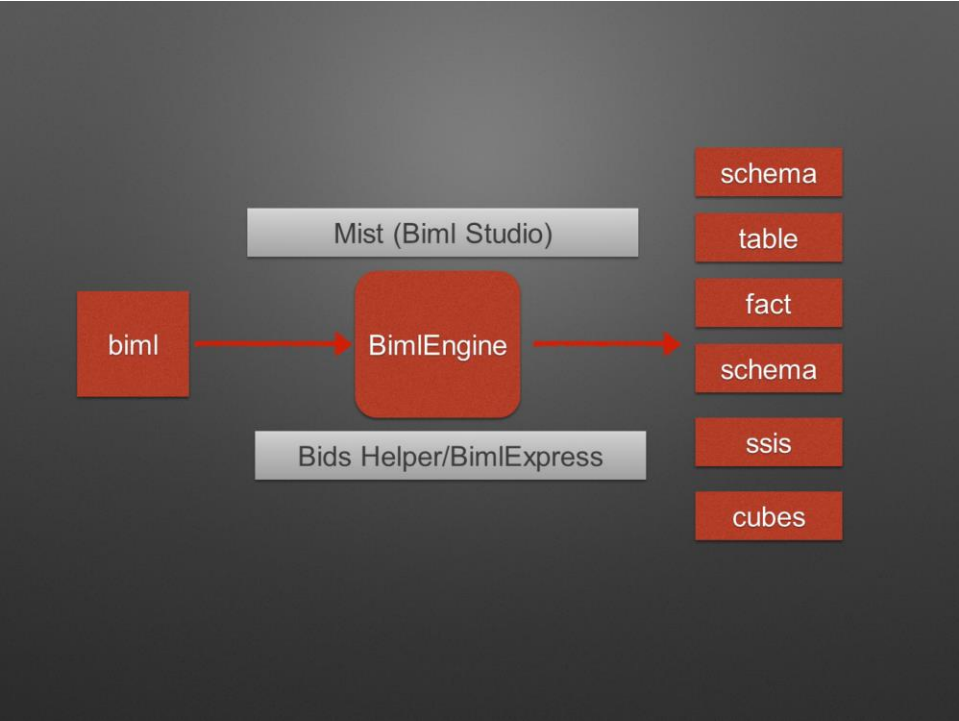 schema
Mist (Biml Studio)
table
fact
biml
BimlEngine
schema
Bids Helper/BimlExpress
ssis
cubes